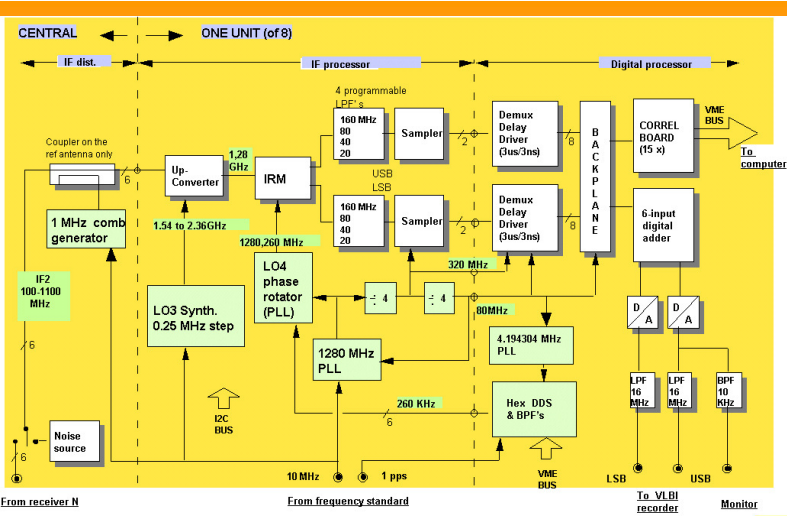 CENTRAL
ONE UNIT (of 8)
IF dist.
IF processor
Digital processor
4 programmable
LPF' s
Coupler on the
ref antenna only
6
Up-
Converter
1,28
GHz
IRM
160 MHz
80
40
20
Sampler
2
Demux
Delay
Driver
(3us/3ns)
8
B
A
C
K
P
L
A
N
E
CORREL
BOARD
(15 x)
VME
BUS
To
computer
USB
LSB
160 MHz
80
40
20
Sampler
2
Demux
Delay
Driver
(3us/3ns)
8
6-input
digital
adder
1 MHz comb
generator
1.54 to 2.36GHz
1280,260 MHz
IF2
100-1100
MHz
LO3 Synth.
0.25 MHz step
LO4
phase
rotator
(PLL)
320 MHz
÷ 4
÷ 4
80MHz
1280 MHz
PLL
4.194304 MHz
PLL
D
A
D
A
6
I2C
BUS
260 KHz
6
Hex DDS
& BPF's
LPF
16
MHz
LPF
16
MHz
BPF
10
KHz
Noise
source
6
10 MHz
1 pps
VME
BUS
LSB
USB
From receiver N
From frequency standard
To VLBI
recorder
Monitor